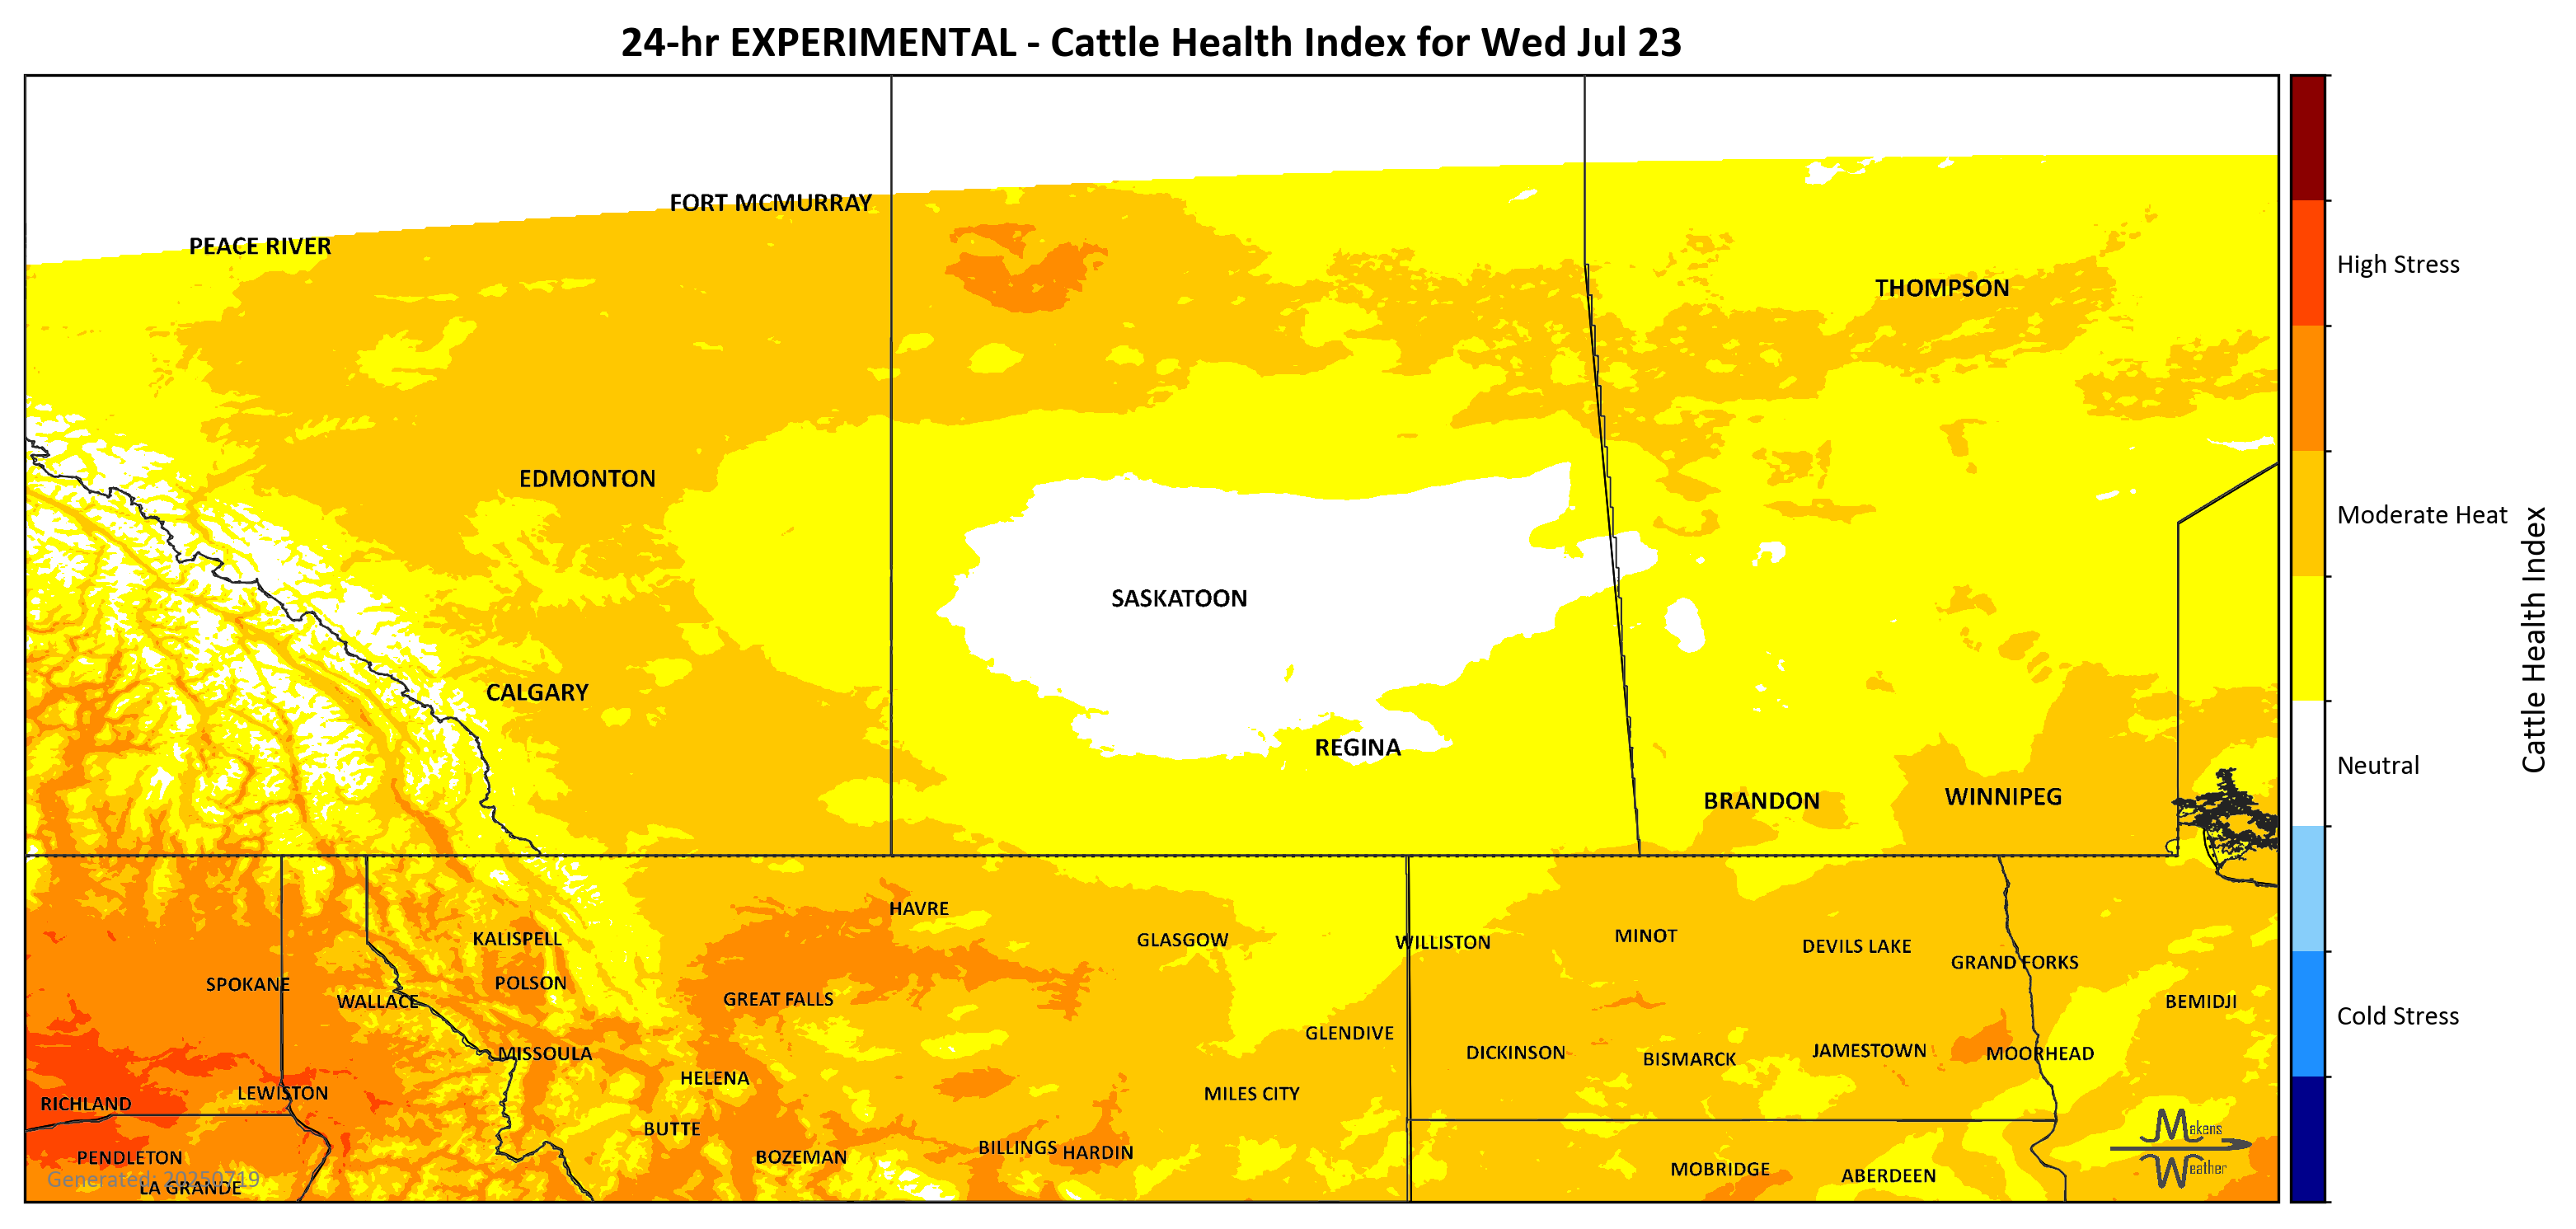 24-hr EXPERIMENTAL - Cattle Health Index for Wed Jul 23
FORT MCMURRAY
PEACE RIVER
THOMPSON
EDMONTON
SASKATOON
CALGARY
REGINA
BRANDON
WINNIPEG
HAVRE
KALISPELL
GLASGOW
WILLISTON
MINOT
DEVILS LAKE
GRAND FORKS
SPOKANE
POLSON
WALLACE
GREAT FALLS
BEMIDJI
GLENDIVE
MISSOULA
DICKINSON
BISMARCK
JAMESTOWN
MOORHEAD
HELENA
LEWISTON
MILES CITY
RICHLAND
BUTTE
BILLINGS
HARDIN
BOZEMAN
PENDLETON
MOBRIDGE
ABERDEEN
Generated: 20250719
LA GRANDE
Makens
Weather
High Stress
Moderate Heat
Neutral
Cold Stress
Cattle Health Index